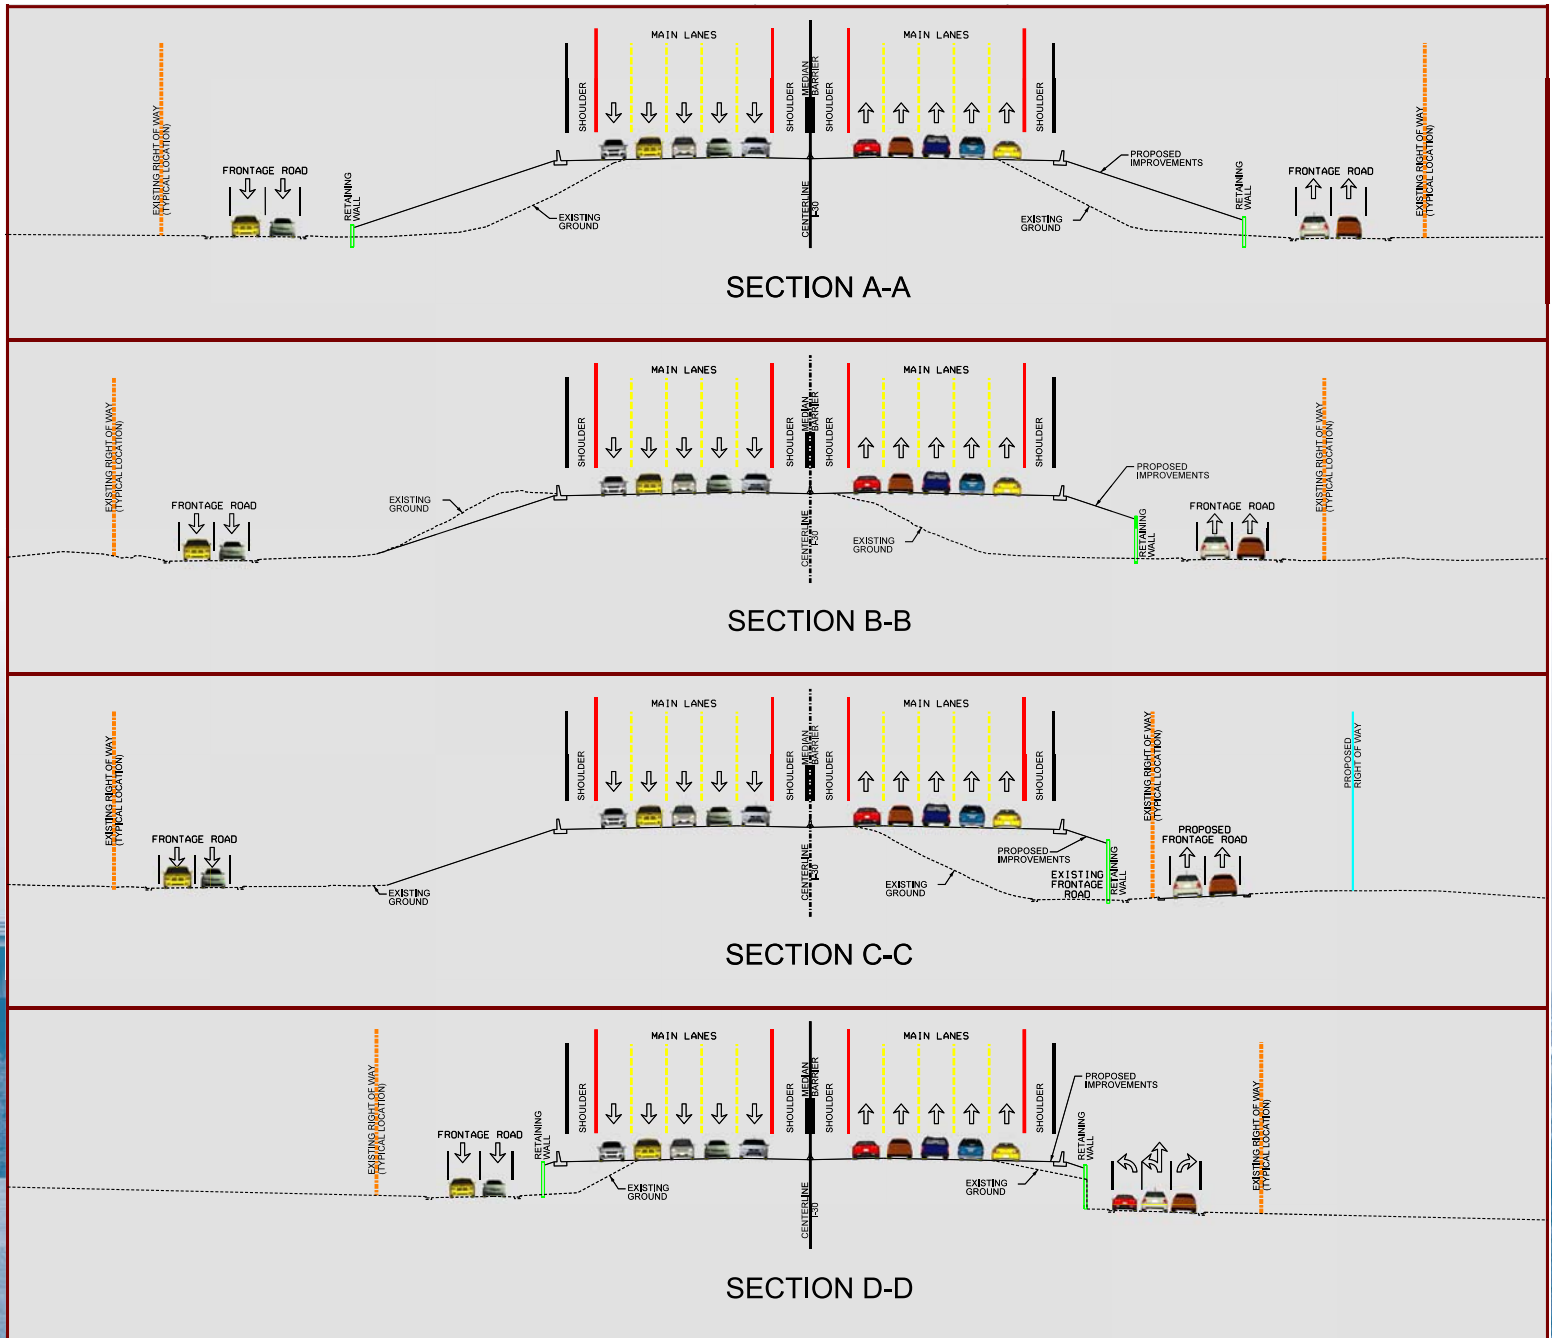 MAIN LANES
MAIN LANES
SHOULDER
SHOULDER
MEDIAN
BARRIER
SHOULDER
SHOULDER
EXISTING RIGHT OF WAY
(TYPICAL LOCATION)
FRONTAGE ROAD
RETAINING
WALL
EXISTING
GROUND
CENTERLINE
I-30
EXISTING
GROUND
PROPOSED
IMPROVEMENTS
RETAINING
WALL
FRONTAGE ROAD
EXISTING RIGHT OF WAY
(TYPICAL LOCATION)
SECTION A-A
MAIN LANES
MAIN LANES
SHOULDER
SHOULDER
MEDIAN
BARRIER
SHOULDER
SHOULDER
EXISTING RIGHT OF WAY
(TYPICAL LOCATION)
FRONTAGE ROAD
EXISTING
GROUND
CENTERLINE
I-30
EXISTING
GROUND
PROPOSED
IMPROVEMENTS
RETAINING
WALL
FRONTAGE ROAD
EXISTING RIGHT OF WAY
(TYPICAL LOCATION)
SECTION B-B
MAIN LANES
MAIN LANES
SHOULDER
SHOULDER
MEDIAN
BARRIER
SHOULDER
SHOULDER
EXISTING RIGHT OF WAY
(TYPICAL LOCATION)
FRONTAGE ROAD
EXISTING
GROUND
CENTERLINE
I-30
EXISTING
GROUND
PROPOSED
IMPROVEMENTS
EXISTING
FRONTAGE
ROAD
RETAINING
WALL
EXISTING RIGHT OF WAY
(TYPICAL LOCATION)
PROPOSED
FRONTAGE ROAD
PROPOSED
RIGHT OF WAY
SECTION C-C
MAIN LANES
MAIN LANES
SHOULDER
SHOULDER
MEDIAN
BARRIER
SHOULDER
SHOULDER
EXISTING RIGHT OF WAY
(TYPICAL LOCATION)
FRONTAGE ROAD
RETAINING
WALL
EXISTING
GROUND
CENTERLINE
I-30
EXISTING
GROUND
PROPOSED
IMPROVEMENTS
RETAINING
WALL
EXISTING RIGHT OF WAY
(TYPICAL LOCATION)
SECTION D-D